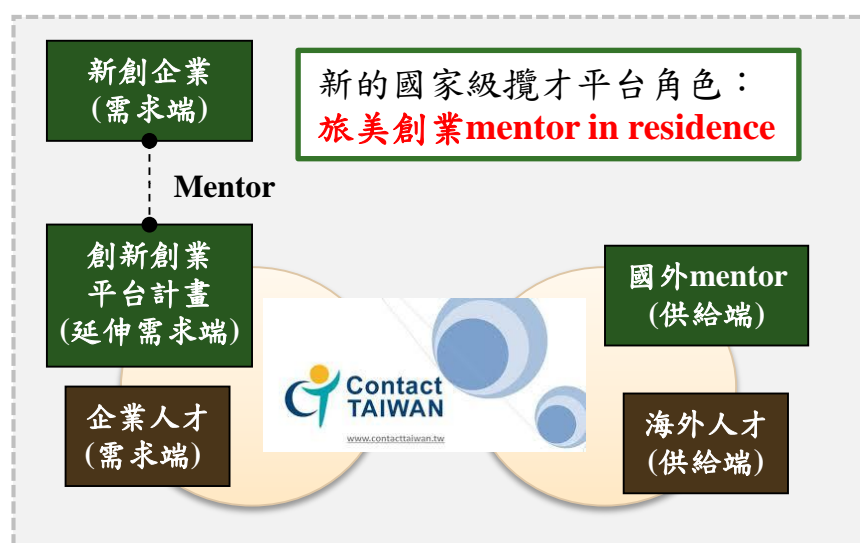 新創企業
(需求端)
新的國家級攬才平台角色：
旅美創業mentor in residence
Mentor
創新創業
平台計畫
(延伸需求端)
國外mentor
(供給端)
Contact
TAIWAN
www.contacttaiwan.tw
企業人才
(需求端)
海外人才
(供給端)